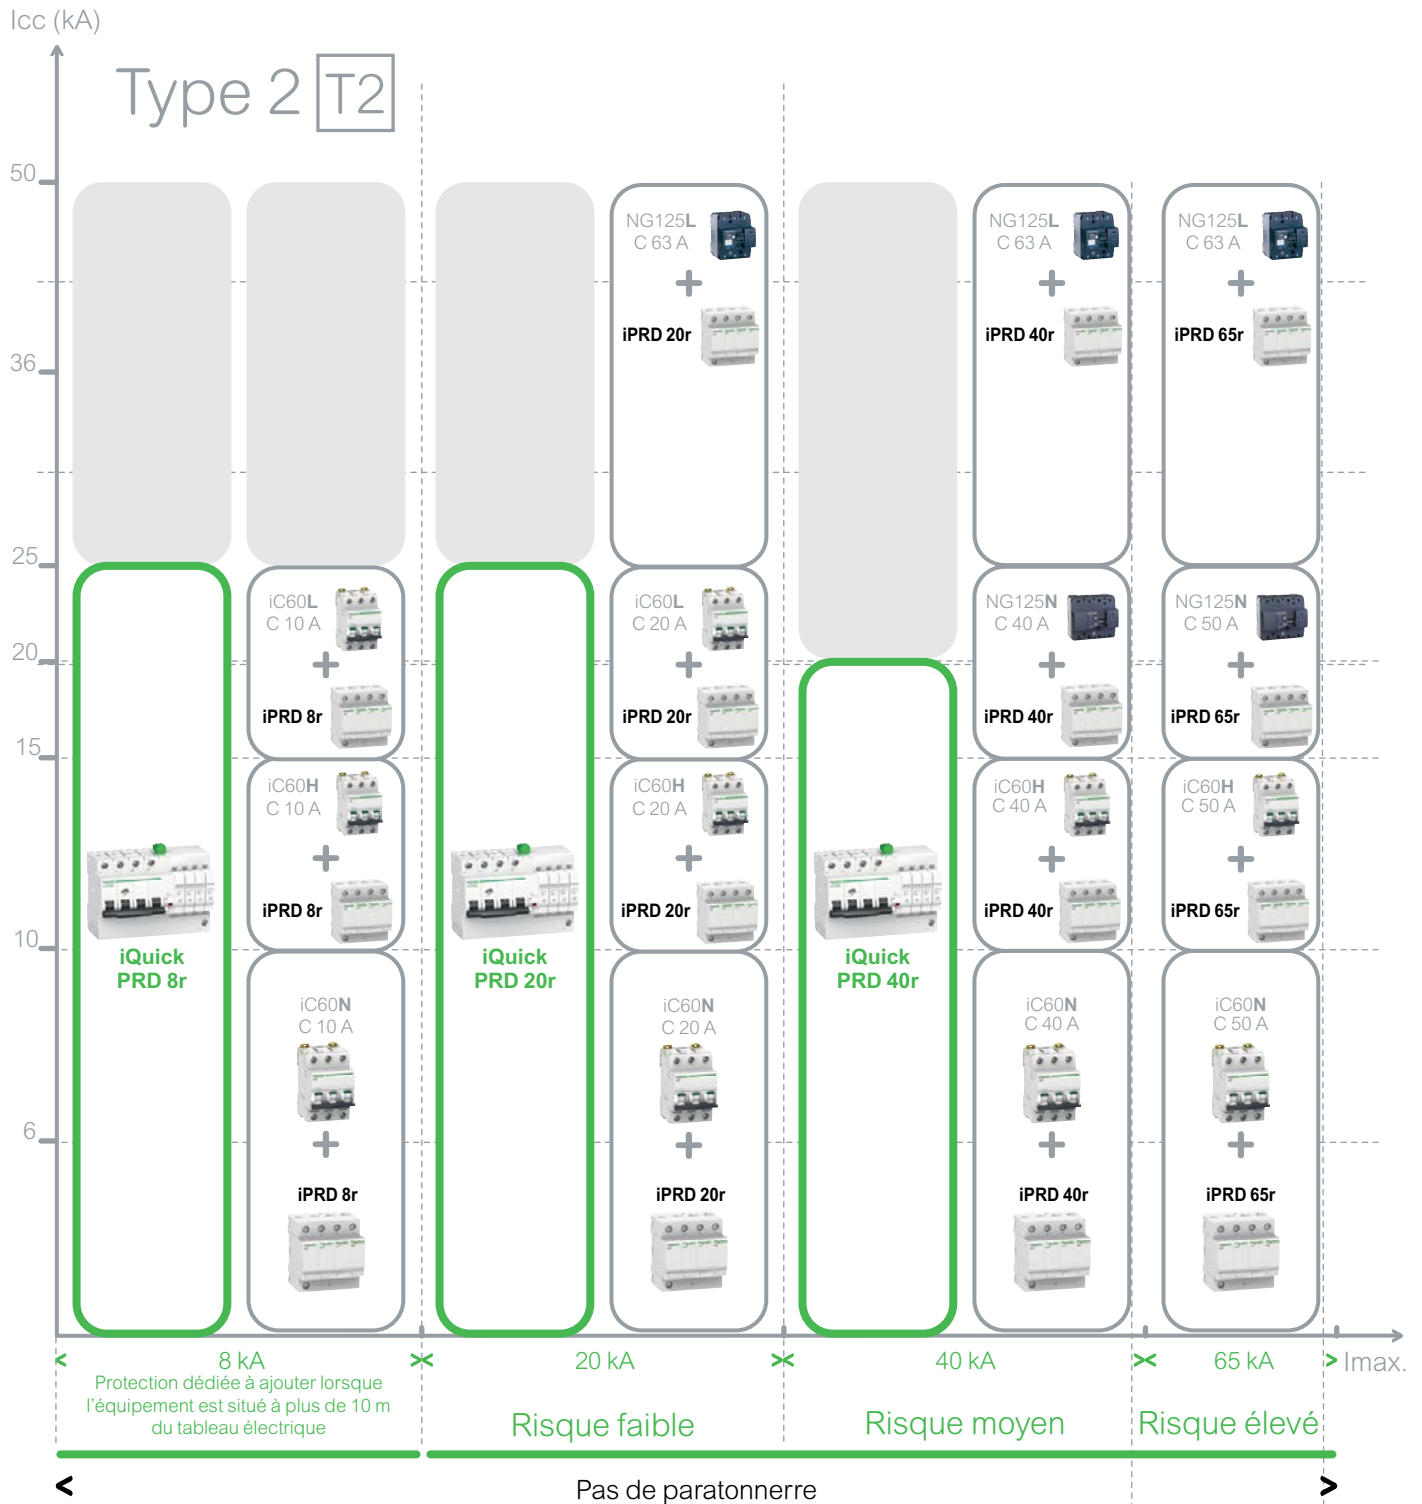 Icc (kA)
Type 2 T2
50
36
25
20
15
10
6
NG125L
C 63 A
iPRD 20r
NG125L
C 63 A
iPRD 40r
NG125L
C 63 A
iPRD 65r
iC60L
C 10 A
iPRD 8r
iC60L
C 20 A
iPRD 20r
NG125N
C 40 A
iPRD 40r
NG125N
C 50 A
iPRD 65r
iC60H
C 10 A
iPRD 8r
iC60H
C 20 A
iPRD 20r
iC60H
C 40 A
iPRD 40r
iC60H
C 50 A
iPRD 65r
iQuick
PRD 8r
iQuick
PRD 20r
iQuick
PRD 40r
iC60N
C 10 A
iPRD 8r
iC60N
C 20 A
iPRD 20r
iC60N
C 40 A
iPRD 40r
iC60N
C 50 A
iPRD 65r
8 kA
20 kA
40 kA
65 kA
Imax.
Protection dédiée à ajouter lorsque
l'équipement est situé à plus de 10 m
du tableau électrique
Risque faible
Risque moyen
Risque élevé
Pas de paratonnerre